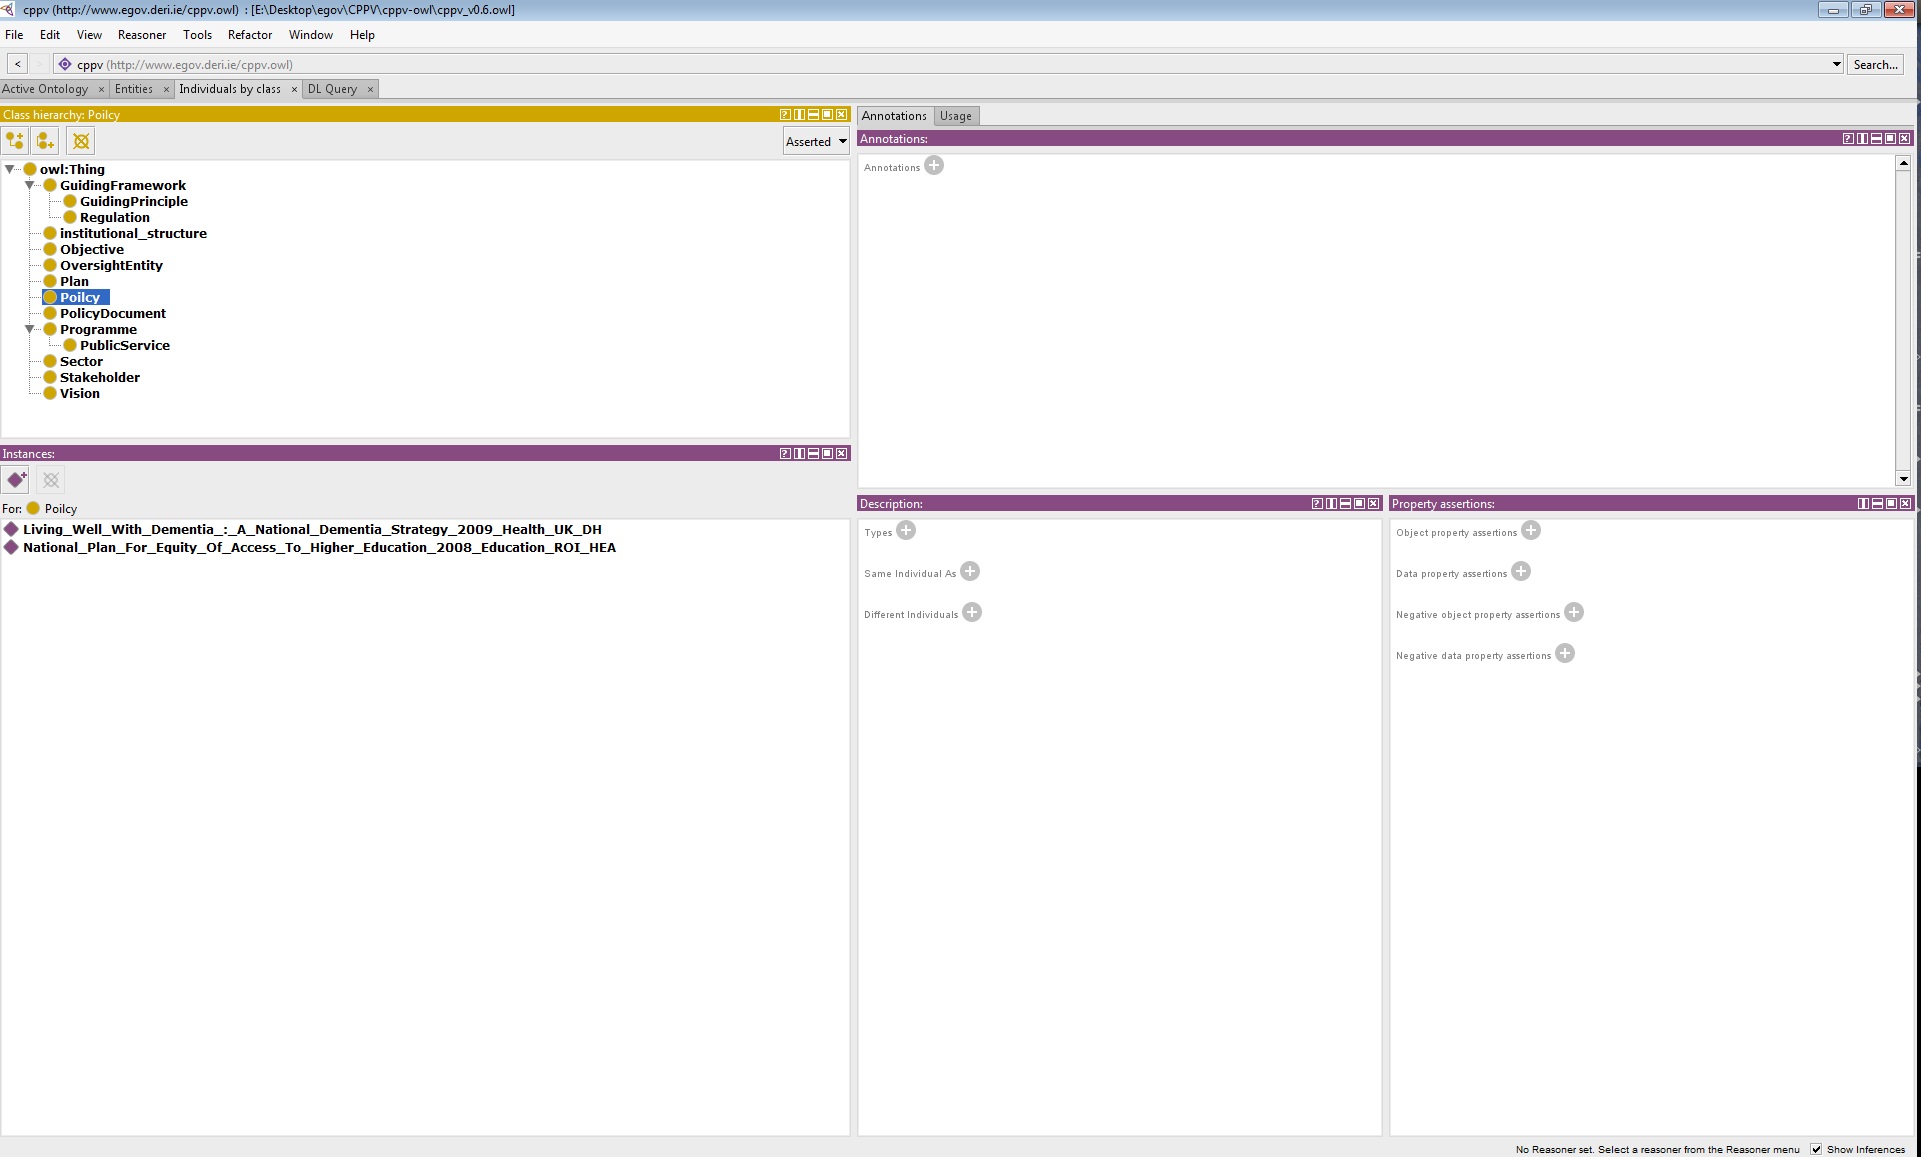 cppv (http://www.egov.deri.ie/cppv.owl) : [E:\Desktop\egov\CPPV\cppv-owl\cppv_v0.6.owl]
File Edit View Reasoner Tools Refactor Window Help
< > cppv (http://www.egov.deri.ie/cppv.owl) Search...
Active Ontology × Entities × Individuals by class × DL Query ×
Class hierarchy: Poilcy
Asserted
owl:Thing
GuidingFramework
GuidingPrinciple
Regulation
institutional_structure
Objective
OversightEntity
Plan
Poilcy
PolicyDocument
Programme
PublicService
Sector
Stakeholder
Vision
Instances:
For: Poilcy
Living_Well_With_Dementia_:_A_National_Dementia_Strategy_2009_Health_UK_DH
National_Plan_For_Equity_Of_Access_To_Higher_Education_2008_Education_ROI_HEA
Annotations Usage
Annotations:
Annotations
Description:
Types
Same Individual As
Different Individuals
Property assertions:
Object property assertions
Data property assertions
Negative object property assertions
Negative data property assertions
No Reasoner set. Select a reasoner from the Reasoner menu Show Inferences